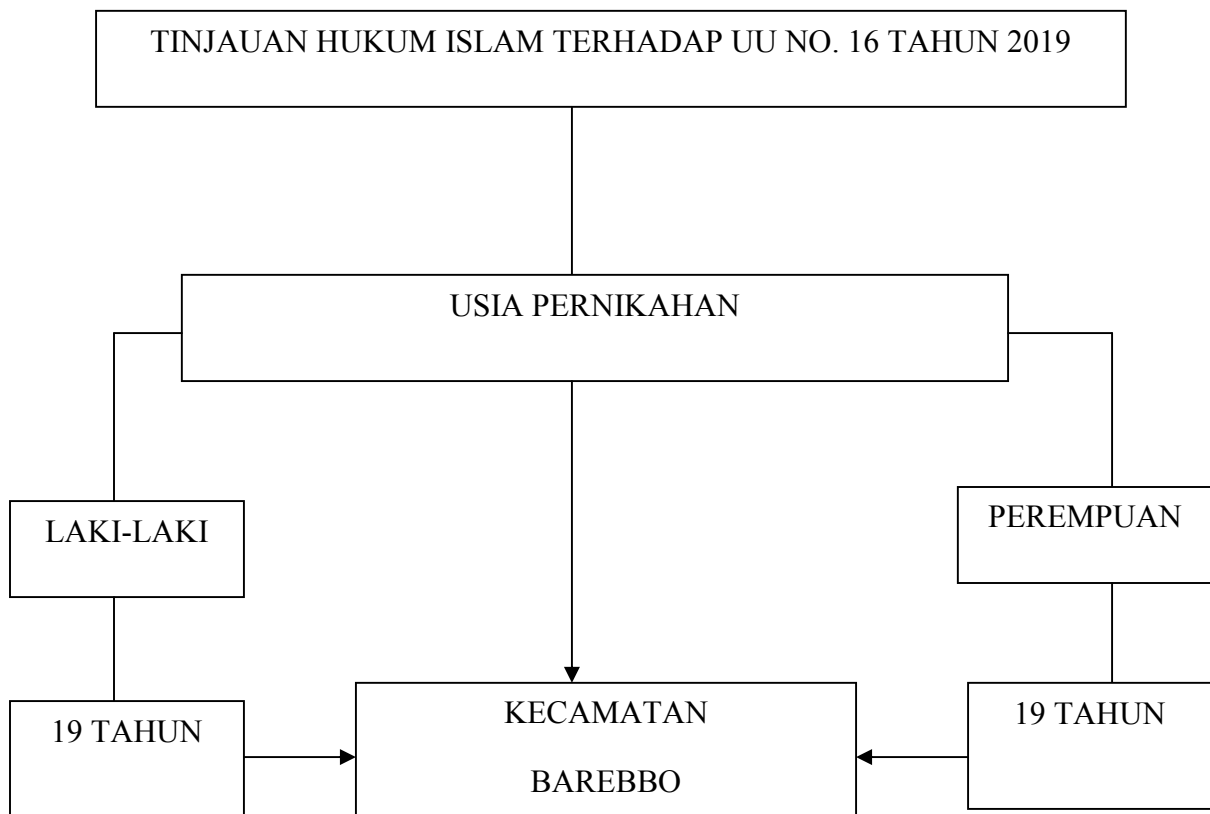 TINJAUAN HUKUM ISLAM TERHADAP UU NO. 16 TAHUN 2019
USIA PERNIKAHAN
LAKI-LAKI
PEREMPUAN
19 TAHUN
KECAMATAN
BAREBBO
19 TAHUN